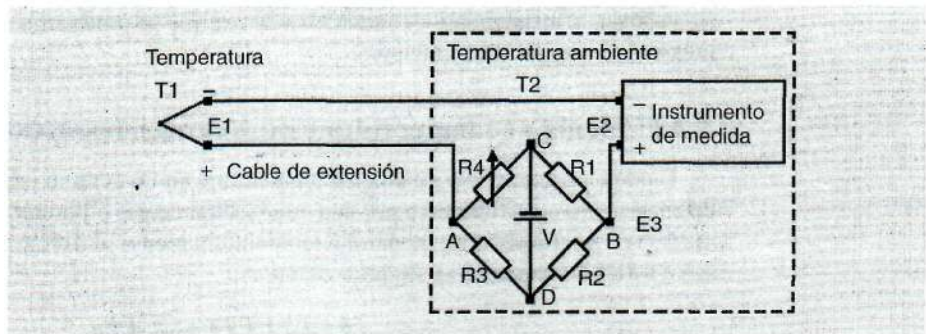 Temperatura ambiente
Temperatura
T1
−
T2
− Instrumento
de medida
+
E1
E2
C
+ Cable de extensión
R4
R1
A
V
B
E3
R3
R2
D